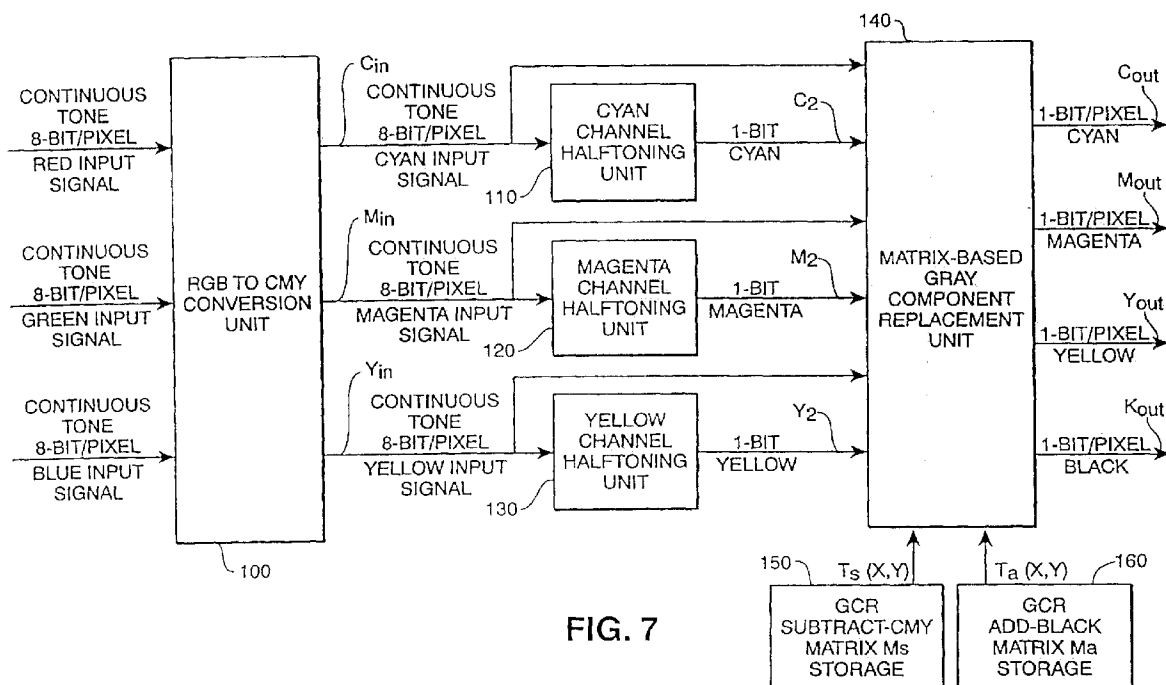 CONTINUOUS
TONE
8-BIT/PIXEL
RED INPUT
SIGNAL
CONTINUOUS
TONE
8-BIT/PIXEL
GREEN INPUT
SIGNAL
CONTINUOUS
TONE
8-BIT/PIXEL
BLUE INPUT
SIGNAL
RGB TO CMY
CONVERSION
UNIT
100
Cin
CONTINUOUS
TONE
8-BIT/PIXEL
CYAN INPUT
SIGNAL
CYAN
CHANNEL
HALFTONING
UNIT
110
1-BIT
CYAN
C2
Min
CONTINUOUS
TONE
8-BIT/PIXEL
MAGENTA INPUT
SIGNAL
MAGENTA
CHANNEL
HALFTONING
UNIT
120
1-BIT
MAGENTA
M2
Yin
CONTINUOUS
TONE
8-BIT/PIXEL
YELLOW INPUT
SIGNAL
YELLOW
CHANNEL
HALFTONING
UNIT
130
1-BIT
YELLOW
Y2
140
MATRIX-BASED
GRAY
COMPONENT
REPLACEMENT
UNIT
Cout
1-BIT/PIXEL
CYAN
Mout
1-BIT/PIXEL
MAGENTA
Yout
1-BIT/PIXEL
YELLOW
Kout
1-BIT/PIXEL
BLACK
150
Ts (X,Y)
GCR
SUBTRACT-CMY
MATRIX Ms
STORAGE
Ta (X,Y)
160
GCR
ADD-BLACK
MATRIX Ma
STORAGE
FIG. 7